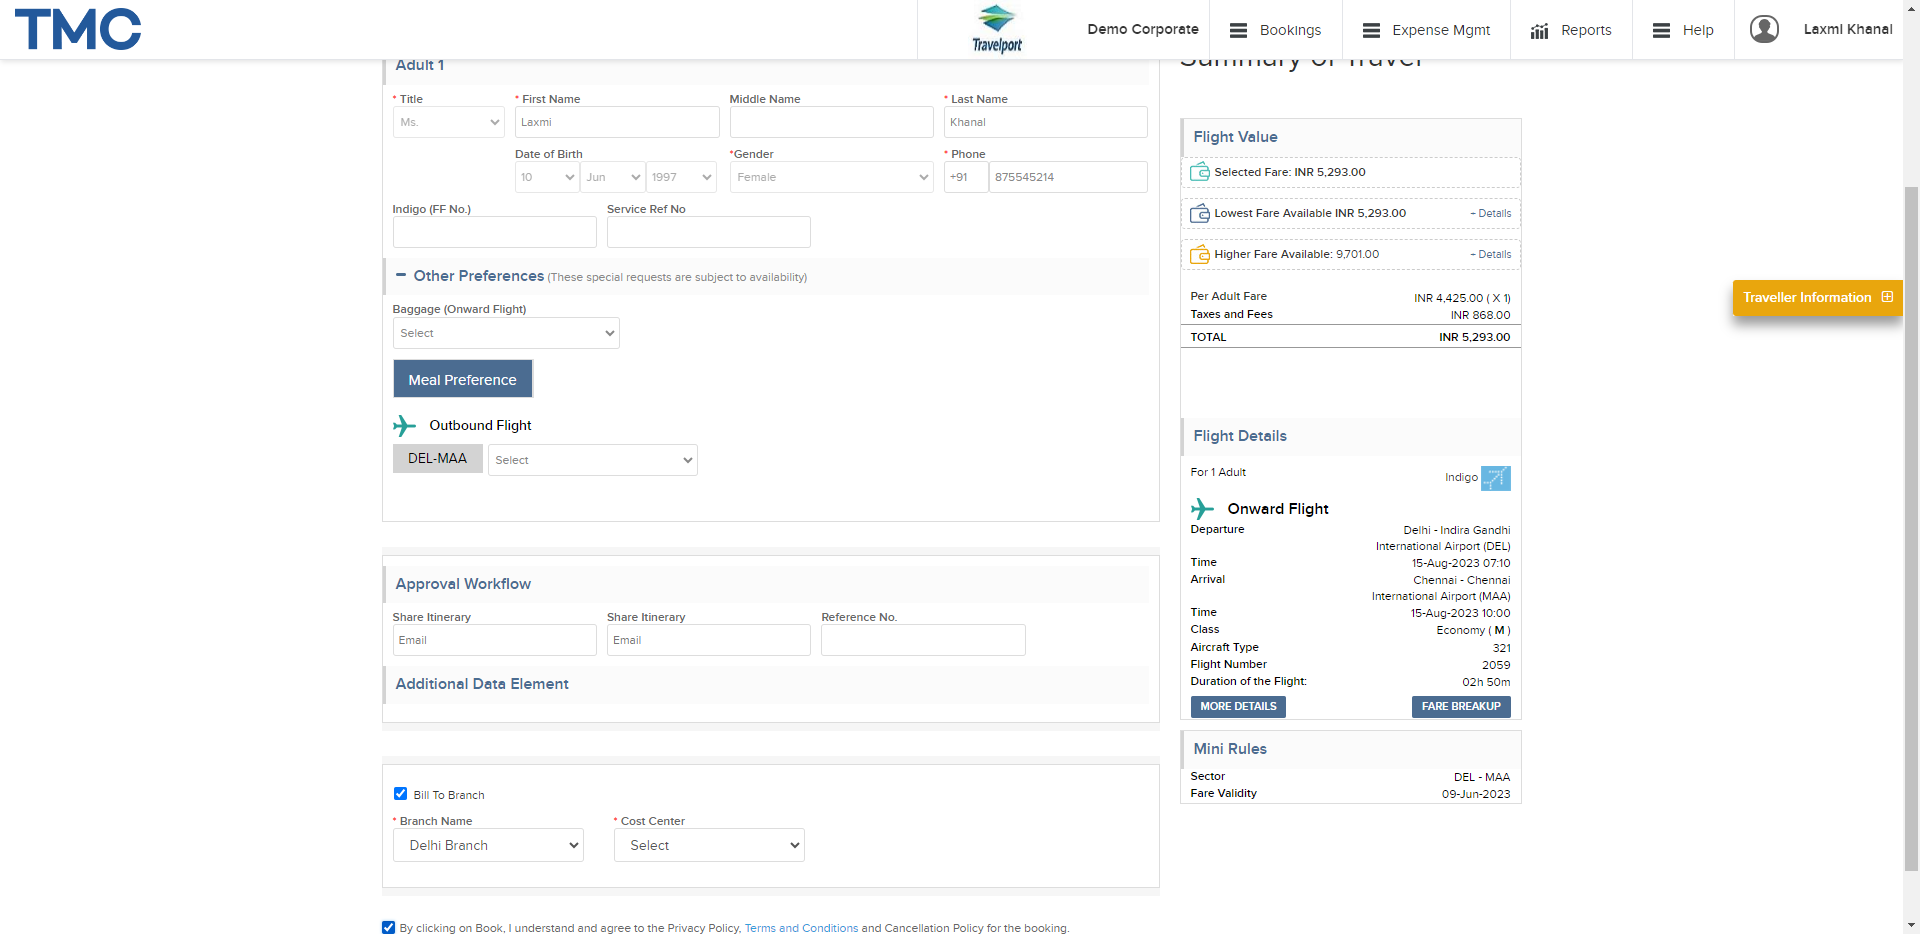 TMC
Travelport
Demo Corporate
Bookings
Expense Mgmt
Reports
Help
Laxmi Khanal
Adult 1
* Title
* First Name
Middle Name
* Last Name
Ms.
Laxmi
Khanal
Date of Birth
*Gender
* Phone
10
Jun
1997
Female
+91
875545214
Indigo (FF No.)
Service Ref No
Other Preferences (These special requests are subject to availability)
Baggage (Onward Flight)
Select
Meal Preference
Outbound Flight
DEL-MAA
Select
Approval Workflow
Share Itinerary
Share Itinerary
Reference No.
Email
Email
Additional Data Element
Bill To Branch
* Branch Name
* Cost Center
Delhi Branch
Select
By clicking on Book, I understand and agree to the Privacy Policy, Terms and Conditions and Cancellation Policy for the booking.
Summary of Travel
Flight Value
Selected Fare: INR 5,293.00
Lowest Fare Available INR 5,293.00
+ Details
Higher Fare Available: 9,701.00
+ Details
Per Adult Fare INR 4,425.00 ( X 1)
Taxes and Fees INR 868.00
TOTAL INR 5,293.00
Flight Details
For 1 Adult
Indigo
Onward Flight
Departure Delhi - Indira Gandhi
International Airport (DEL)
Time 15-Aug-2023 07:10
Arrival Chennai - Chennai
International Airport (MAA)
Time 15-Aug-2023 10:00
Class Economy ( M )
Aircraft Type 321
Flight Number 2059
Duration of the Flight: 02h 50m
MORE DETAILS
FARE BREAKUP
Mini Rules
Sector DEL - MAA
Fare Validity 09-Jun-2023
Traveller Information